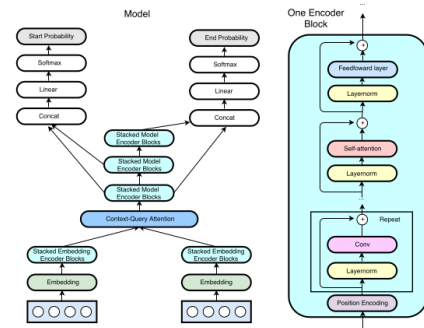 Model
Start Probability
Softmax
Linear
Concat
End Probability
Softmax
Linear
Concat
Stacked Model
Encoder Blocks
Stacked Model
Encoder Blocks
Stacked Model
Encoder Blocks
Context-Query Attention
Stacked Embedding
Encoder Blocks
Stacked Embedding
Encoder Blocks
Embedding
Embedding
One Encoder
Block
...
Feedfoward layer
Layernorm
...
Self-attention
Layernorm
...
Repeat
Conv
Layernorm
Position Encoding